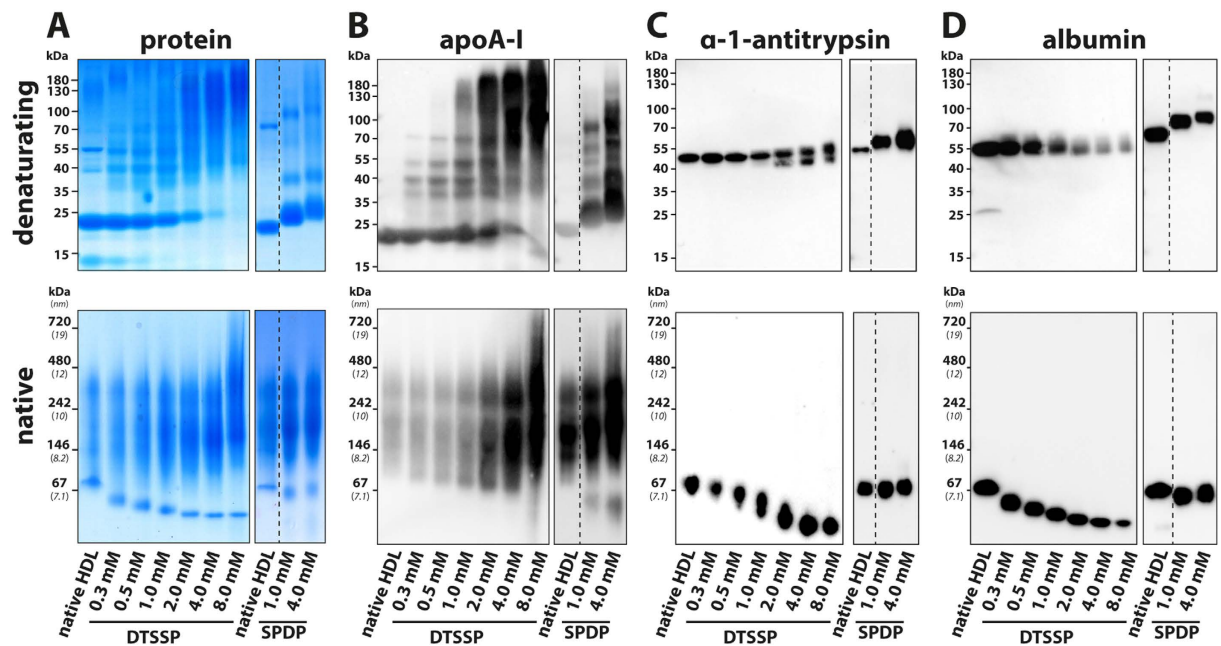 A B C D
protein apoA-I α-1-antitrypsin albumin
denaturating
kDa
180
130
100
70
55
40
35
25
15
kDa
180
130
100
70
55
40
35
25
15
kDa
180
130
100
70
55
40
35
25
15
kDa
180
130
100
70
55
40
35
25
15
native
kDa
(nm)
720
(19)
480
(12)
242
(10)
146
(8.2)
67
(7.1)
kDa
(nm)
720
(19)
480
(12)
242
(10)
146
(8.2)
67
(7.1)
kDa
(nm)
720
(19)
480
(12)
242
(10)
146
(8.2)
67
(7.1)
kDa
(nm)
720
(19)
480
(12)
242
(10)
146
(8.2)
67
(7.1)
native HDL
0.3 mM
0.5 mM
1.0 mM
2.0 mM
4.0 mM
8.0 mM
DTSSP
native HDL
1.0 mM
4.0 mM
SPDP
native HDL
0.3 mM
0.5 mM
1.0 mM
2.0 mM
4.0 mM
8.0 mM
DTSSP
native HDL
1.0 mM
4.0 mM
SPDP
native HDL
0.3 mM
0.5 mM
1.0 mM
2.0 mM
4.0 mM
8.0 mM
DTSSP
native HDL
1.0 mM
4.0 mM
SPDP
native HDL
0.3 mM
0.5 mM
1.0 mM
2.0 mM
4.0 mM
8.0 mM
DTSSP
native HDL
1.0 mM
4.0 mM
SPDP